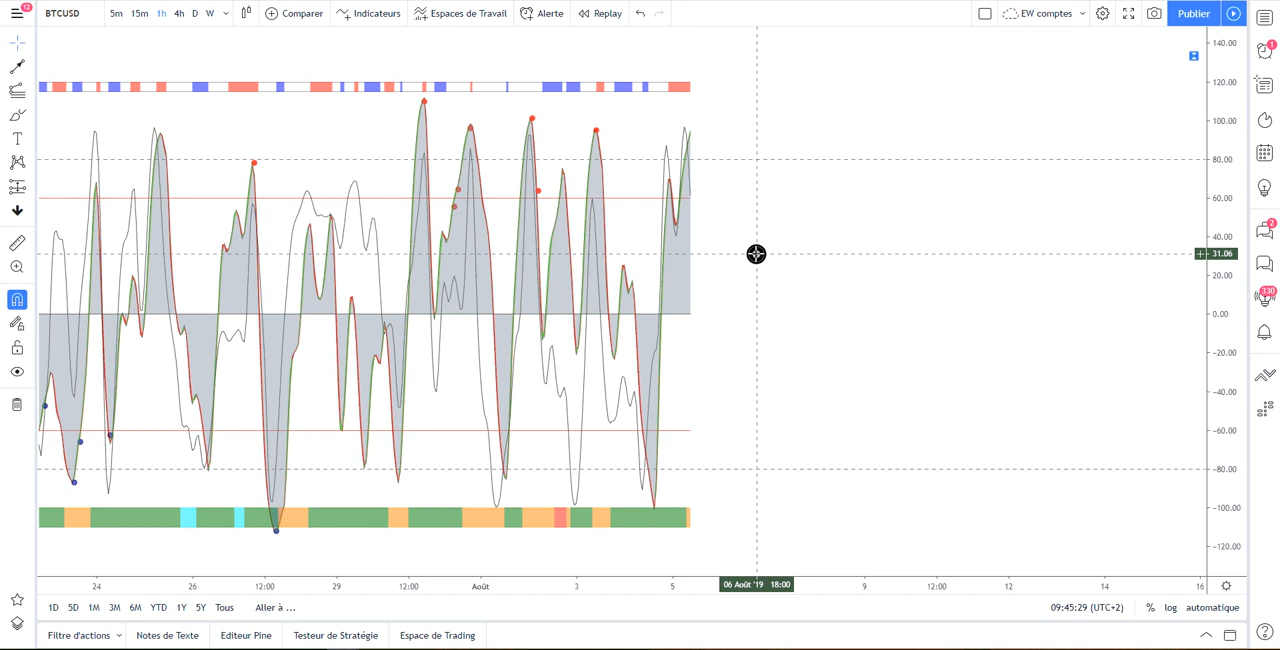 12
BTCUSD
5m 15m 1h 4h D W
Comparer
Indicateurs
Espaces de Travail
Alerte
Replay
EW comptes
Publier
1
2
330
140.00
120.00
100.00
80.00
60.00
40.00
31.06
20.00
0.00
−20.00
−40.00
−60.00
−80.00
−100.00
−120.00
24 26 12:00 29 12:00 Août 3 5 06 Août '19 18:00 9 12:00 12 14 16
1D 5D 1M 3M 6M YTD 1Y 5Y Tous Aller à ... 09:45:29 (UTC+2) % log automatique
Filtre d'actions Notes de Texte Editeur Pine Testeur de Stratégie Espace de Trading